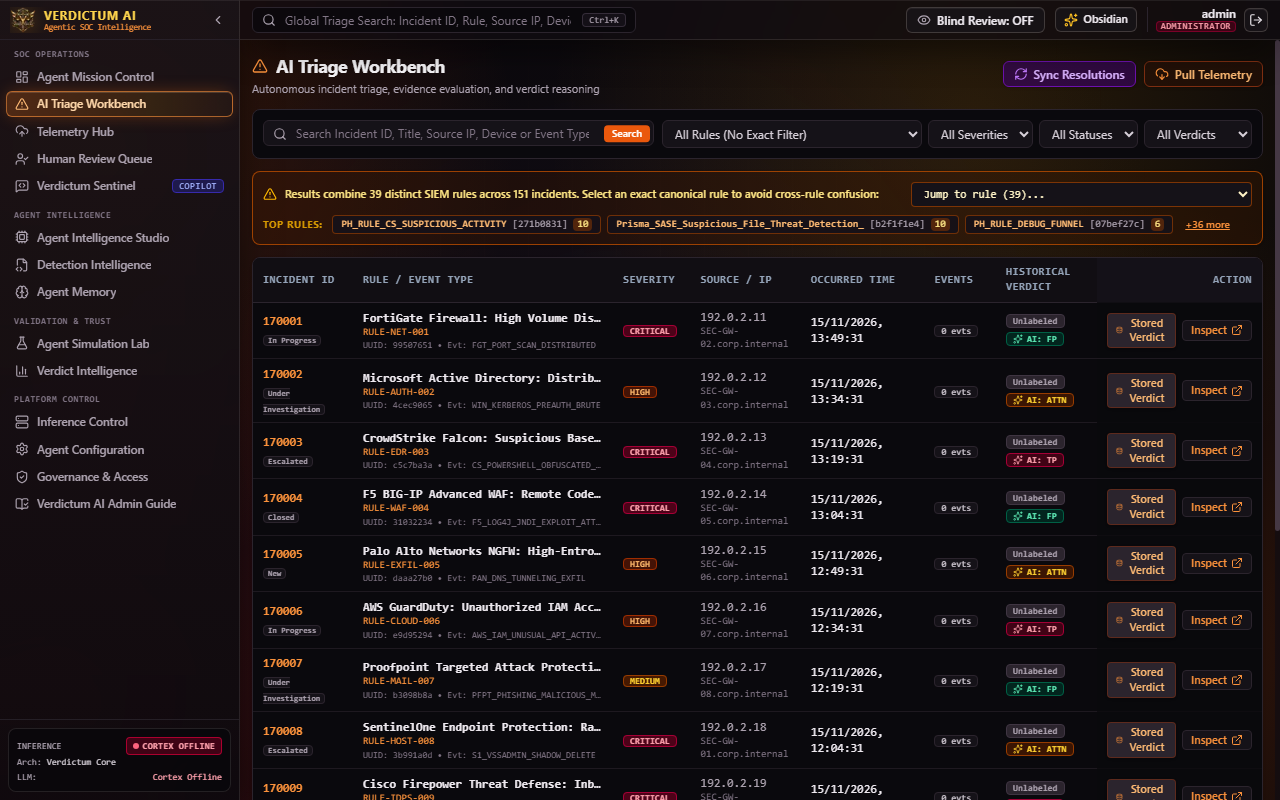 VERDICTUM AI
Agentic SOC Intelligence
Global Triage Search: Incident ID, Rule, Source IP, Devi
Ctrl+K
Blind Review: OFF
Obsidian
admin
ADMINISTRATOR
SOC OPERATIONS
Agent Mission Control
AI Triage Workbench
Telemetry Hub
Human Review Queue
Verdictum Sentinel
COPILOT
AGENT INTELLIGENCE
Agent Intelligence Studio
Detection Intelligence
Agent Memory
VALIDATION & TRUST
Agent Simulation Lab
Verdict Intelligence
PLATFORM CONTROL
Inference Control
Agent Configuration
Governance & Access
Verdictum AI Admin Guide
INFERENCE
CORTEX OFFLINE
Arch: Verdictum Core
LLM: Cortex Offline
AI Triage Workbench
Autonomous incident triage, evidence evaluation, and verdict reasoning
Sync Resolutions
Pull Telemetry
Search Incident ID, Title, Source IP, Device or Event Type
Search
All Rules (No Exact Filter)
All Severities
All Statuses
All Verdicts
Results combine 39 distinct SIEM rules across 151 incidents. Select an exact canonical rule to avoid cross-rule confusion:
Jump to rule (39)...
TOP RULES:
PH_RULE_CS_SUSPICIOUS_ACTIVITY [271b0831] 10
Prisma_SASE_Suspicious_File_Threat_Detection_ [b2f1f1e4] 10
PH_RULE_DEBUG_FUNNEL [07bef27c] 6
+36 more
INCIDENT ID
RULE / EVENT TYPE
SEVERITY
SOURCE / IP
OCCURRED TIME
EVENTS
HISTORICAL
VERDICT
ACTION
170001
In Progress
FortiGate Firewall: High Volume Dis…
RULE-NET-001
UUID: 99507651 • Evt: FGT_PORT_SCAN_DISTRIBUTED
CRITICAL
192.0.2.11
SEC-GW-
02.corp.internal
15/11/2026,
13:49:31
0 evts
Unlabeled
AI: FP
Stored
Verdict
Inspect
170002
Under
Investigation
Microsoft Active Directory: Distrib…
RULE-AUTH-002
UUID: 4cec9065 • Evt: WIN_KERBEROS_PREAUTH_BRUTE
HIGH
192.0.2.12
SEC-GW-
03.corp.internal
15/11/2026,
13:34:31
0 evts
Unlabeled
AI: ATTN
Stored
Verdict
Inspect
170003
Escalated
CrowdStrike Falcon: Suspicious Base…
RULE-EDR-003
UUID: c5c7ba3a • Evt: CS_POWERSHELL_OBFUSCATED_…
CRITICAL
192.0.2.13
SEC-GW-
04.corp.internal
15/11/2026,
13:19:31
0 evts
Unlabeled
AI: TP
Stored
Verdict
Inspect
170004
Closed
F5 BIG-IP Advanced WAF: Remote Code…
RULE-WAF-004
UUID: 31032234 • Evt: F5_LOG4J_JNDI_EXPLOIT_ATT…
CRITICAL
192.0.2.14
SEC-GW-
05.corp.internal
15/11/2026,
13:04:31
0 evts
Unlabeled
AI: FP
Stored
Verdict
Inspect
170005
New
Palo Alto Networks NGFW: High-Entro…
RULE-EXFIL-005
UUID: daaa27b0 • Evt: PAN_DNS_TUNNELING_EXFIL
HIGH
192.0.2.15
SEC-GW-
06.corp.internal
15/11/2026,
12:49:31
0 evts
Unlabeled
AI: ATTN
Stored
Verdict
Inspect
170006
In Progress
AWS GuardDuty: Unauthorized IAM Acc…
RULE-CLOUD-006
UUID: e9d95294 • Evt: AWS_IAM_UNUSUAL_API_ACTIV…
HIGH
192.0.2.16
SEC-GW-
07.corp.internal
15/11/2026,
12:34:31
0 evts
Unlabeled
AI: TP
Stored
Verdict
Inspect
170007
Under
Investigation
Proofpoint Targeted Attack Protecti…
RULE-MAIL-007
UUID: b3098b8a • Evt: PFPT_PHISHING_MALICIOUS_M…
MEDIUM
192.0.2.17
SEC-GW-
08.corp.internal
15/11/2026,
12:19:31
0 evts
Unlabeled
AI: FP
Stored
Verdict
Inspect
170008
Escalated
SentinelOne Endpoint Protection: Ra…
RULE-HOST-008
UUID: 3b991a0d • Evt: S1_VSSADMIN_SHADOW_DELETE
CRITICAL
192.0.2.18
SEC-GW-
01.corp.internal
15/11/2026,
12:04:31
0 evts
Unlabeled
AI: ATTN
Stored
Verdict
Inspect
170009
Cisco Firepower Threat Defense: Inb…
RULE-IDPS-009
CRITICAL
192.0.2.19
SEC-GW-
15/11/2026,
0 evts
Unlabeled
Stored
Inspect